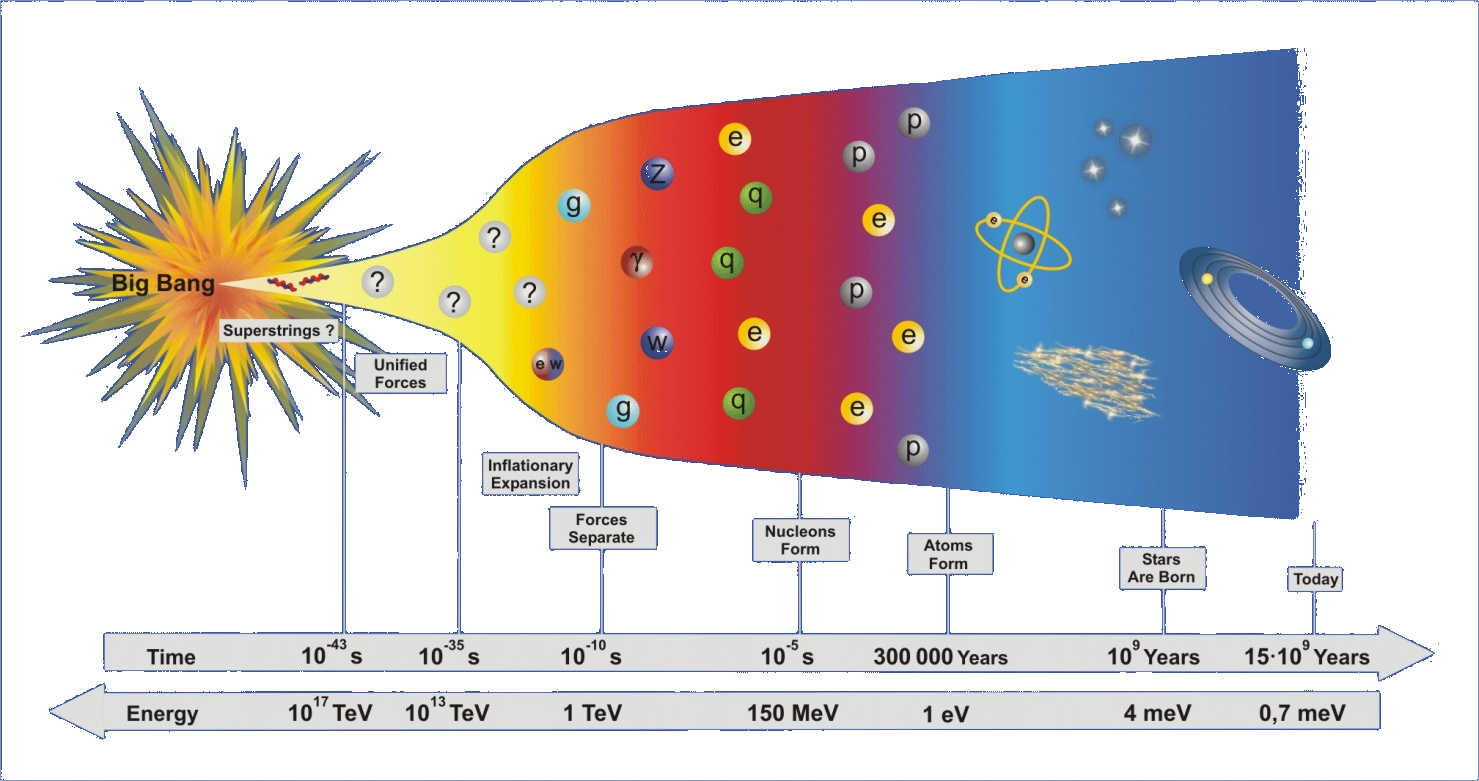 Big Bang
Superstrings ?
Unified
Forces
Inflationary
Expansion
Forces
Separate
Nucleons
Form
Atoms
Form
Stars
Are Born
Today
?
?
?
?
g
e w
g
Z
γ
w
e
q
q
e
q
p
p
e
p
e
e
p
e
e
Time 10⁻⁴³ s 10⁻³⁵ s 10⁻¹⁰ s 10⁻⁵ s 300 000 Years 10⁹ Years 15·10⁹ Years
Energy 10¹⁷ TeV 10¹³ TeV 1 TeV 150 MeV 1 eV 4 meV 0,7 meV